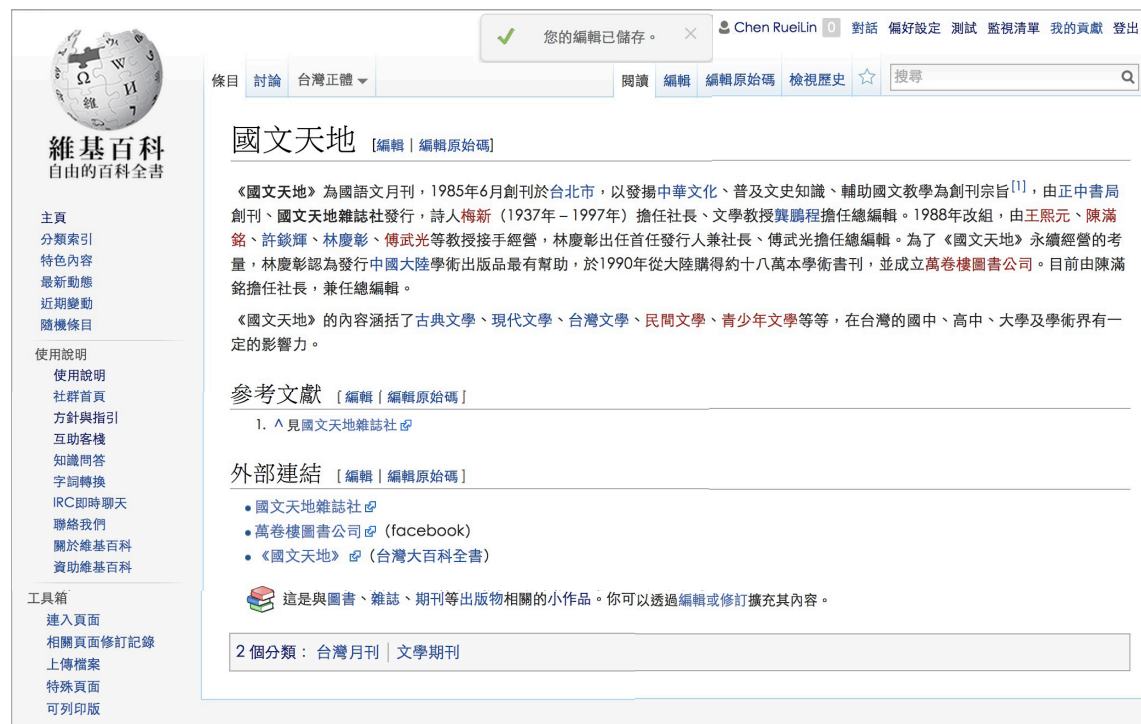 您的編輯已儲存。
Chen RueiLin 0 對話 偏好設定 測試 監視清單 我的貢獻 登出
維基百科
自由的百科全書
條目 討論 台灣正體 閱讀 編輯 編輯原始碼 檢視歷史 搜尋
國文天地 [編輯 | 編輯原始碼]
《國文天地》為國語文月刊，1985年6月創刊於台北市，以發揚中華文化、普及文史知識、輔助國文教學為創刊宗旨[1]，由正中書局
創刊、國文天地雜誌社發行，詩人梅新（1937年 – 1997年）擔任社長、文學教授龔鵬程擔任總編輯。1988年改組，由王熙元、陳滿
銘、許錟輝、林慶彰、傅武光等教授接手經營，林慶彰出任首任發行人兼社長、傅武光擔任總編輯。為了《國文天地》永續經營的考
量，林慶彰認為發行中國大陸學術出版品最有幫助，於1990年從大陸購得約十八萬本學術書刊，並成立萬卷樓圖書公司。目前由陳滿
銘擔任社長，兼任總編輯。
《國文天地》的內容涵括了古典文學、現代文學、台灣文學、民間文學、青少年文學等等，在台灣的國中、高中、大學及學術界有一
定的影響力。
參考文獻 [編輯 | 編輯原始碼]
1. ^ 見國文天地雜誌社
外部連結 [編輯 | 編輯原始碼]
• 國文天地雜誌社
• 萬卷樓圖書公司 (facebook)
• 《國文天地》（台灣大百科全書）
這是與圖書、雜誌、期刊等出版物相關的小作品。你可以透過編輯或修訂擴充其內容。
2 個分類： 台灣月刊 | 文學期刊
主頁
分類索引
特色內容
最新動態
近期變動
隨機條目
使用說明
使用說明
社群首頁
方針與指引
互助客棧
知識問答
字詞轉換
IRC即時聊天
聯絡我們
關於維基百科
資助維基百科
工具箱
連入頁面
相關頁面修訂記錄
上傳檔案
特殊頁面
可列印版